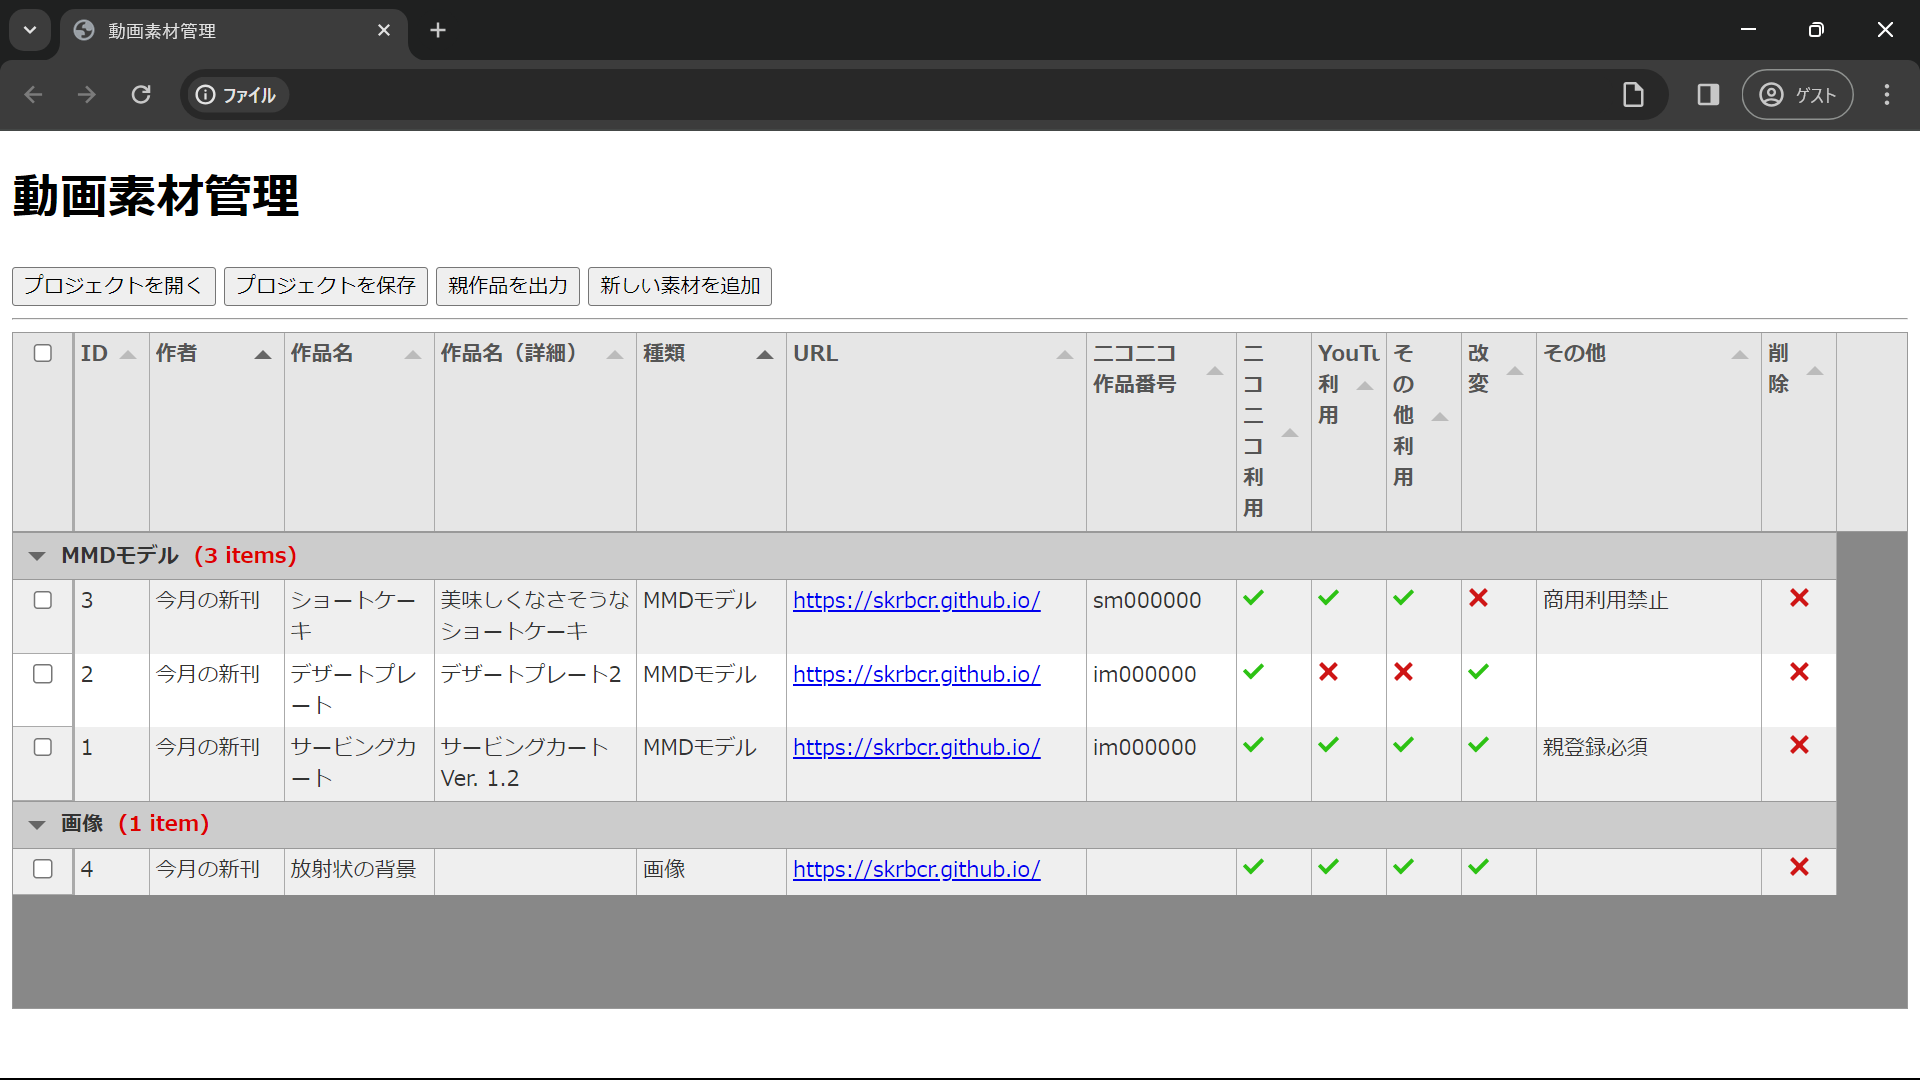 動画素材管理
ファイル
ゲスト
動画素材管理
プロジェクトを開く プロジェクトを保存 親作品を出力 新しい素材を追加
ID 作者 作品名 作品名（詳細） 種類 URL ニコニコ作品番号 ニコニコ利用 YouTu利用 その他利用 改変 その他 削除
MMDモデル (3 items)
3 今月の新刊 ショートケーキ 美味しくなさそうなショートケーキ MMDモデル https://skrbcr.github.io/ sm000000 商用利用禁止
2 今月の新刊 デザートプレート デザートプレート2 MMDモデル https://skrbcr.github.io/ im000000
1 今月の新刊 サービングカート サービングカート Ver. 1.2 MMDモデル https://skrbcr.github.io/ im000000 親登録必須
画像 (1 item)
4 今月の新刊 放射状の背景 画像 https://skrbcr.github.io/